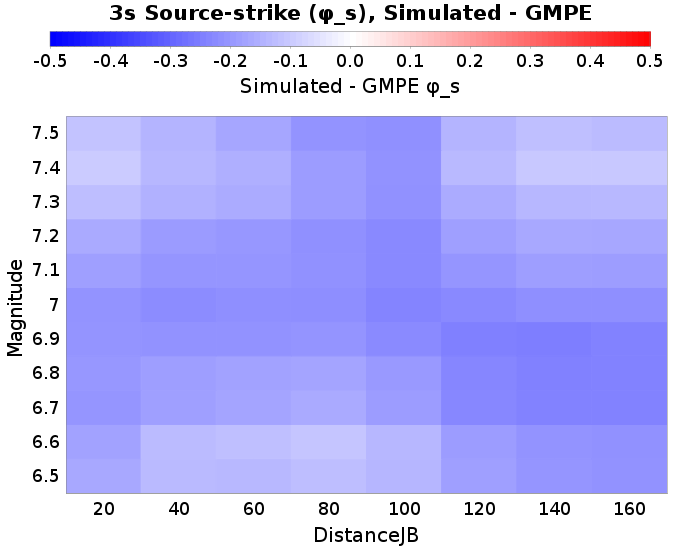 3s Source-strike (φ_s), Simulated - GMPE
-0.5 -0.4 -0.3 -0.2 -0.1 0.0 0.1 0.2 0.3 0.4 0.5
Simulated - GMPE φ_s
7.5
7.4
7.3
7.2
7.1
7
6.9
6.8
6.7
6.6
6.5
Magnitude
20 40 60 80 100 120 140 160
DistanceJB